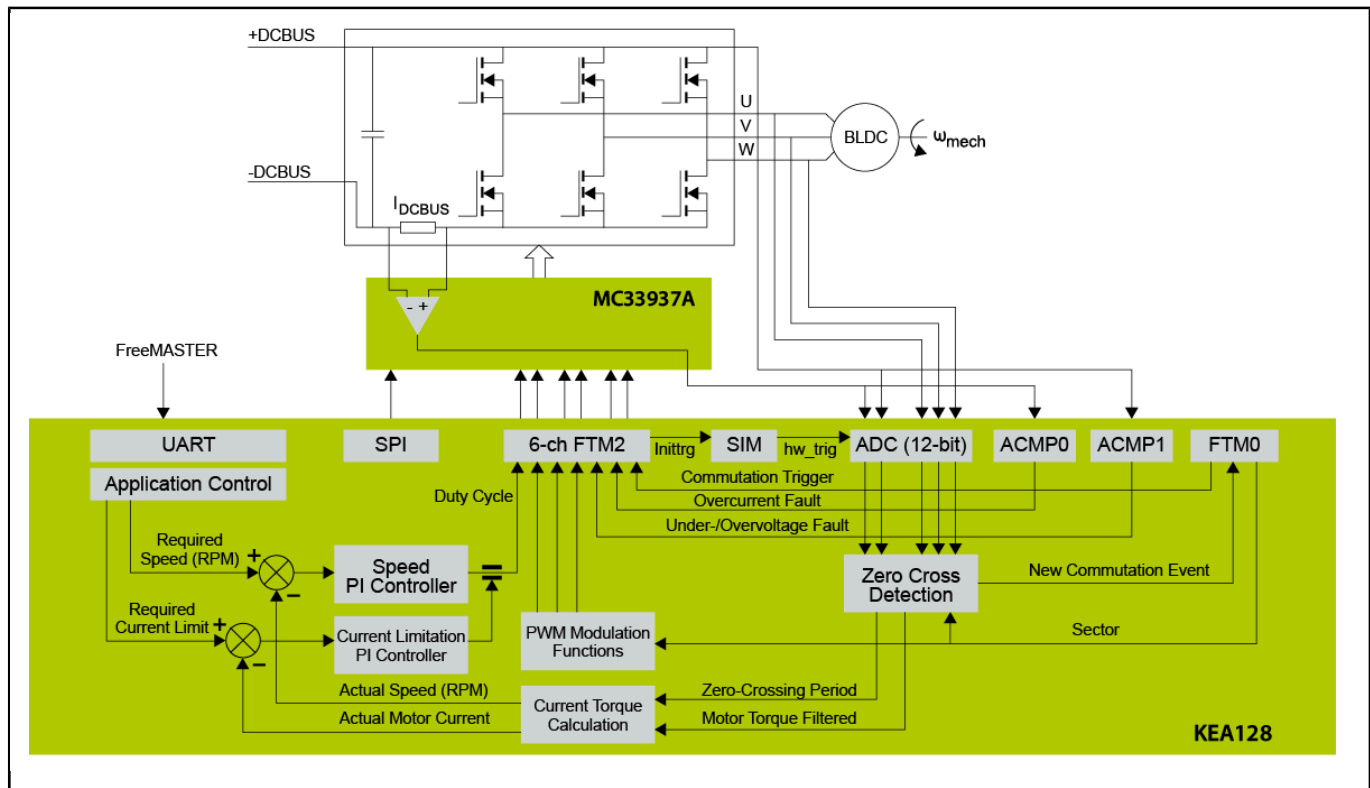 +DCBUS
U
V
W
BLDC
ωmech
-DCBUS
IDCBUS
- +
MC33937A
FreeMASTER
UART
SPI
6-ch FTM2
Inittrg
SIM
hw_trig
ADC (12-bit)
ACMP0
ACMP1
FTM0
Application Control
Duty Cycle
Commutation Trigger
Overcurrent Fault
Under-/Overvoltage Fault
Required
Speed (RPM)
+
-
Speed
PI Controller
Zero Cross
Detection
New Commutation Event
Required
Current Limit
+
-
Current Limitation
PI Controller
PWM Modulation
Functions
Sector
Actual Speed (RPM)
Actual Motor Current
Current Torque
Calculation
Zero-Crossing Period
Motor Torque Filtered
KEA128